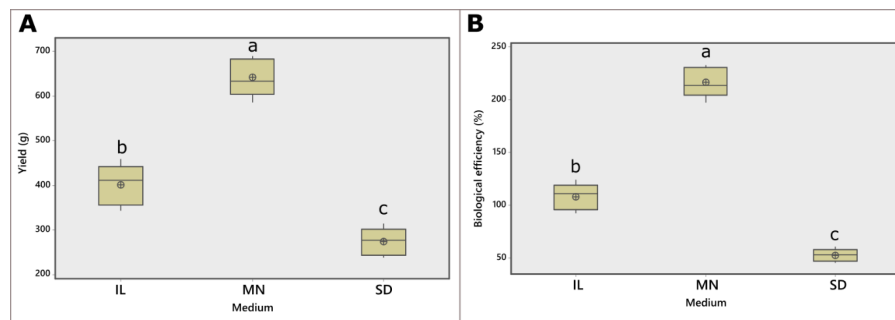 A
700
600
500
400
300
200
Yield (g)
b
a
c
IL MN SD
Medium
B
250
200
150
100
50
Biological efficiency (%)
b
a
c
IL MN SD
Medium